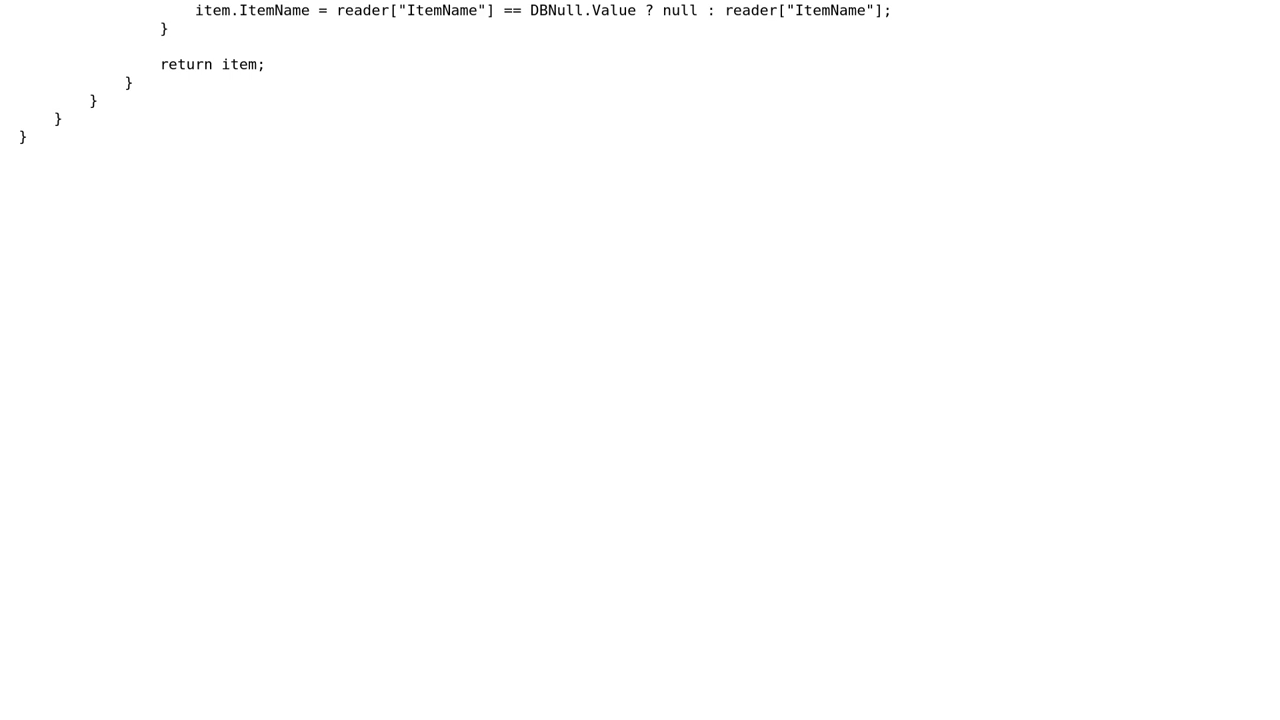 item.ItemName = reader["ItemName"] == DBNull.Value ? null : reader["ItemName"];
}
return item;
}
}
}
}